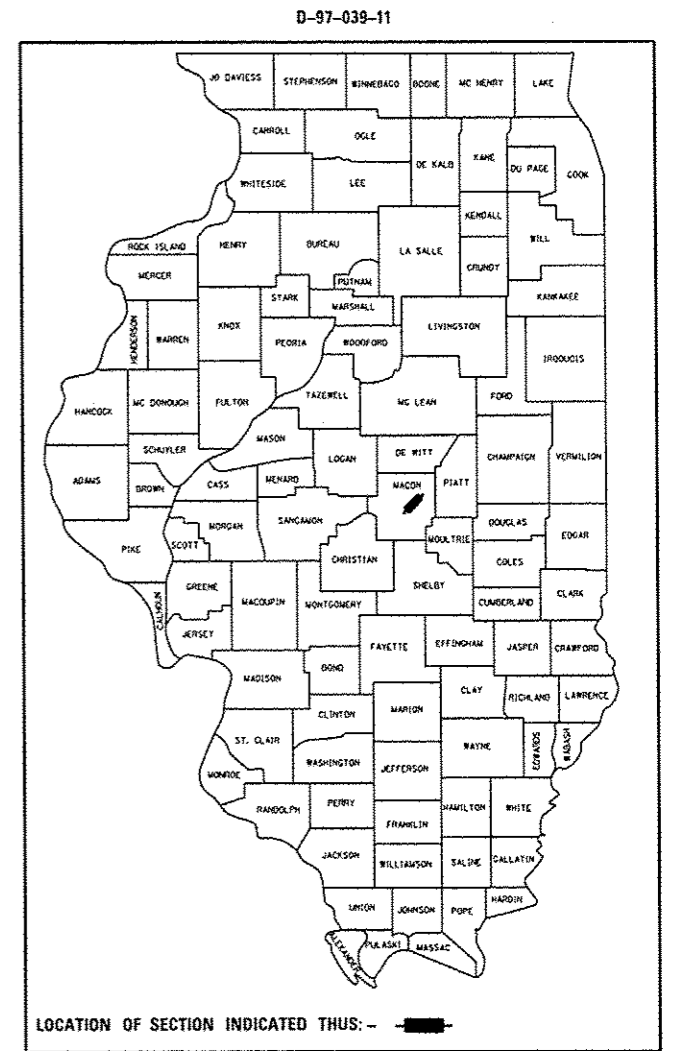 D-97-039-11
JO DAVIESS STEPHENSON WINNEBAGO BOONE MC HENRY LAKE
CARROLL OGLE DE KALB KANE DU PAGE COOK
WHITESIDE LEE
KENDALL WILL
ROCK ISLAND HENRY BUREAU LA SALLE GRUNDY
MERCER PUTNAM KANKAKEE
STARK MARSHALL
HENDERSON WARREN KNOX PEORIA WOODFORD LIVINGSTON IROQUOIS
HANCOCK MC DONOUGH FULTON TAZEWELL MC LEAN FORD
MASON
SCHUYLER LOGAN DE WITT CHAMPAIGN VERMILION
ADAMS BROWN CASS MENARD MACON PIATT
MORGAN SANGAMON DOUGLAS EDGAR
PIKE SCOTT CHRISTIAN MOULTRIE COLES
GREENE SHELBY CLARK
CALHOUN MACOUPIN MONTGOMERY CUMBERLAND
JERSEY FAYETTE EFFINGHAM JASPER CRAWFORD
MADISON BOND
CLAY RICHLAND LAWRENCE
CLINTON MARION
ST. CLAIR WAYNE EDWARDS WABASH
MONROE WASHINGTON JEFFERSON
RANDOLPH PERRY HAMILTON WHITE
FRANKLIN
JACKSON WILLIAMSON SALINE GALLATIN
UNION JOHNSON POPE HARDIN
ALEXANDER PULASKI MASSAC
LOCATION OF SECTION INDICATED THUS: –